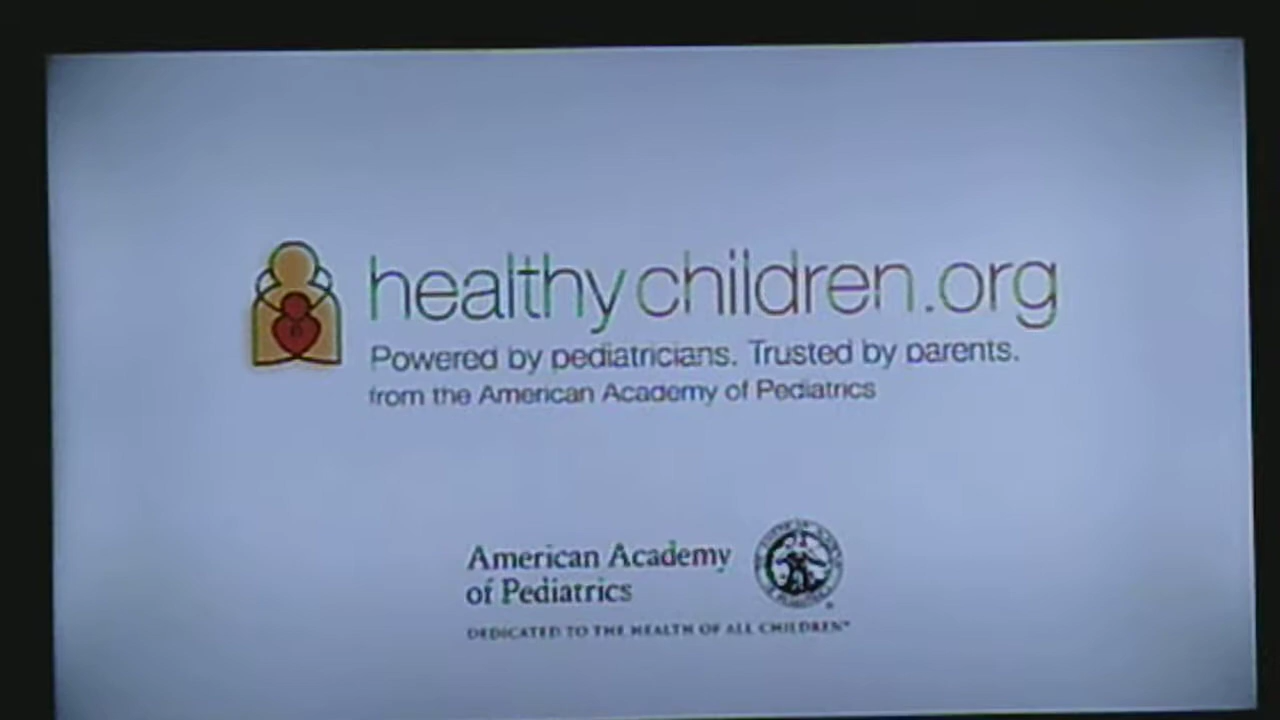 healthychildren.org
Powered by pediatricians. Trusted by parents.
from the American Academy of Pediatrics
American Academy
of Pediatrics
DEDICATED TO THE HEALTH OF ALL CHILDREN™